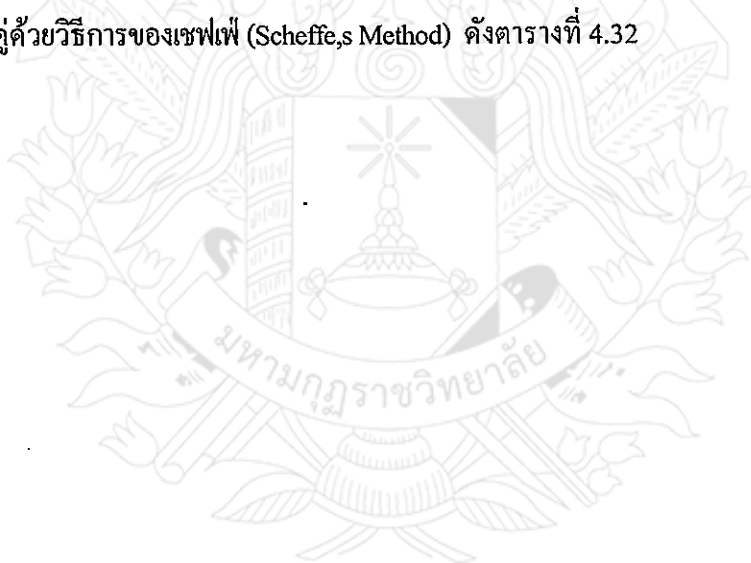 คู่ด้วยวิธีการของเชฟเฟ่ (Scheffe,s Method) ดังตารางที่ 4.32
มหามกุฏราชวิทยาลัย